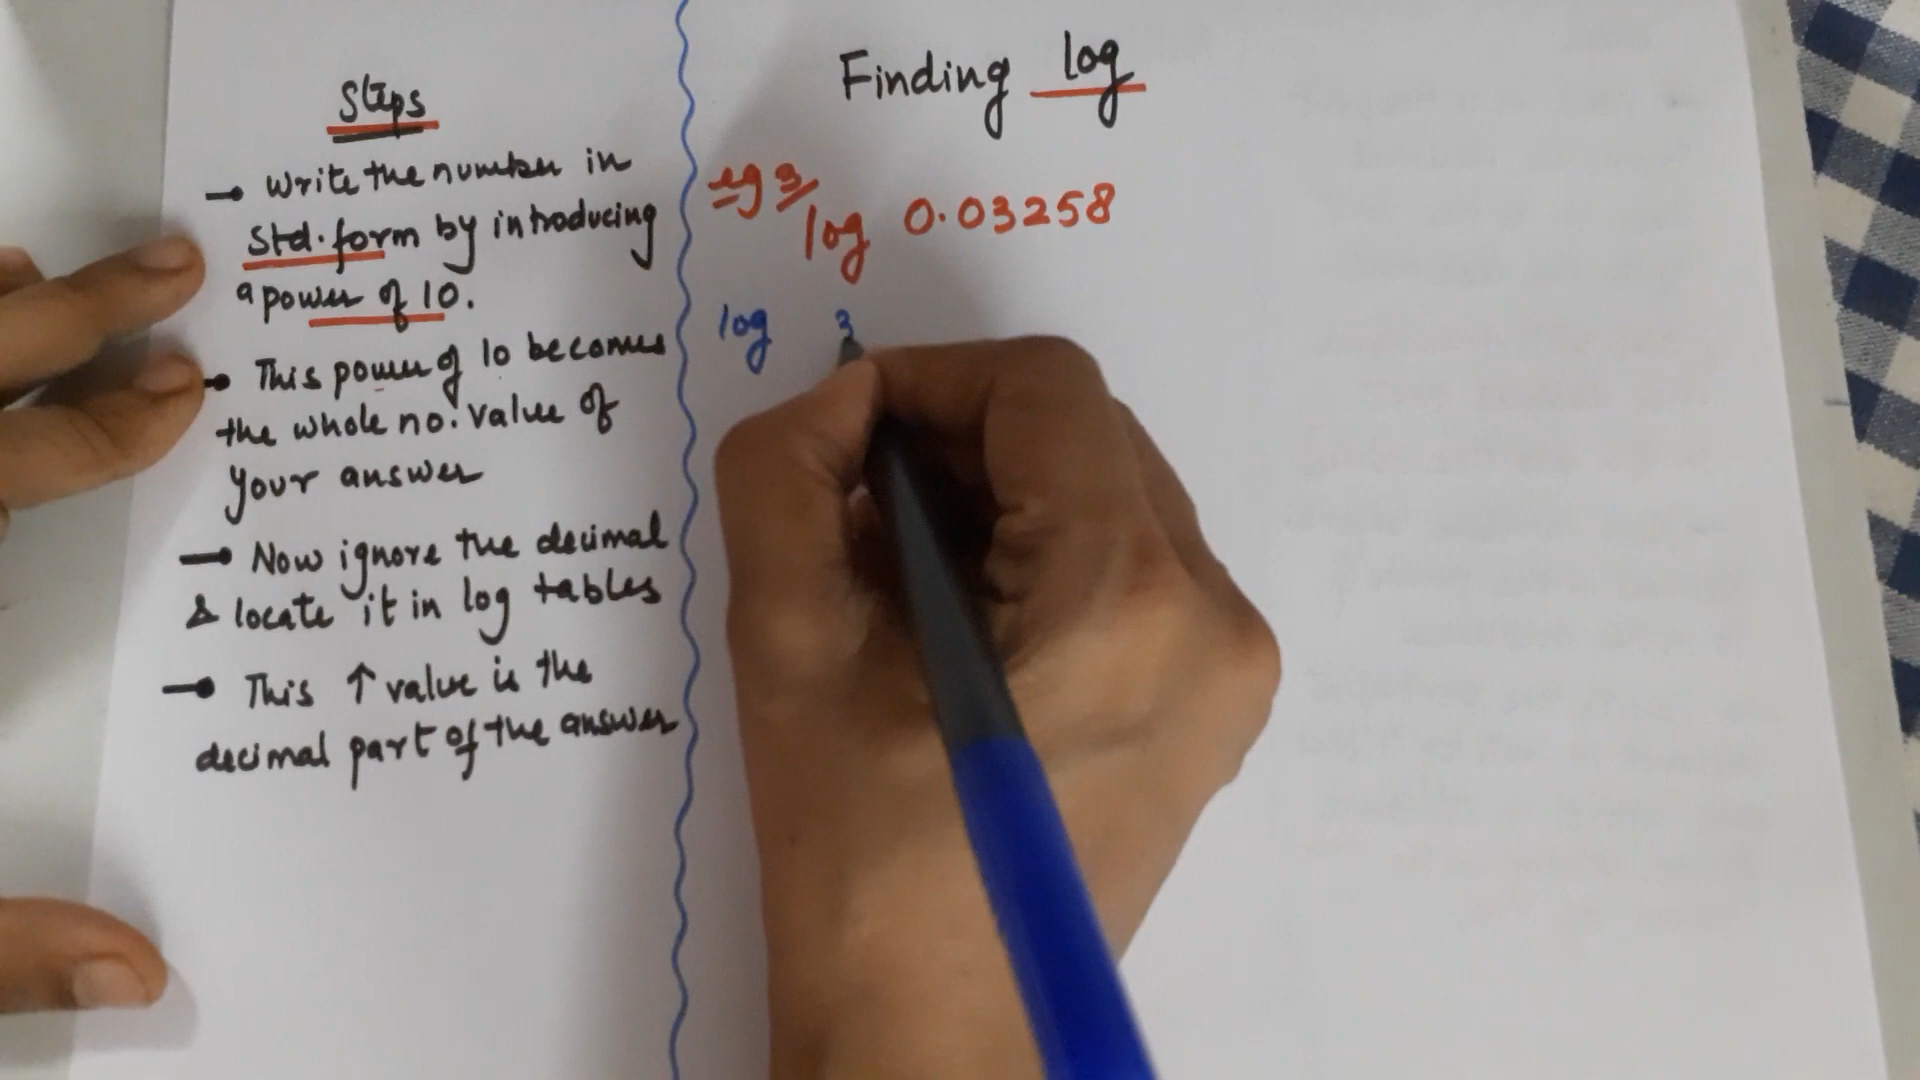 Steps
Write the number in
Std. form by introducing
a power of 10.
This power of 10 becomes
the whole no. value of
your answer
Now ignore the decimal
& locate it in log tables
This ↑ value is the
decimal part of the answer
Finding log
eg 3/
log 0.03258
log 3